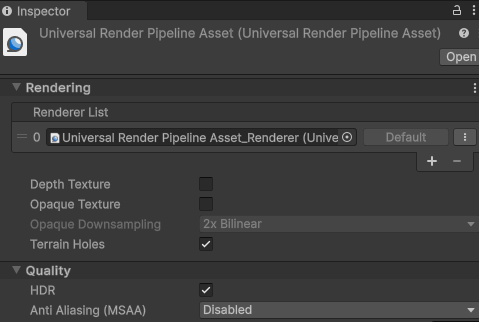 Inspector
Universal Render Pipeline Asset (Universal Render Pipeline Asset)
Open
Rendering
Renderer List
0 Universal Render Pipeline Asset_Renderer (Unive Default
Depth Texture
Opaque Texture
Opaque Downsampling 2x Bilinear
Terrain Holes
Quality
HDR
Anti Aliasing (MSAA) Disabled